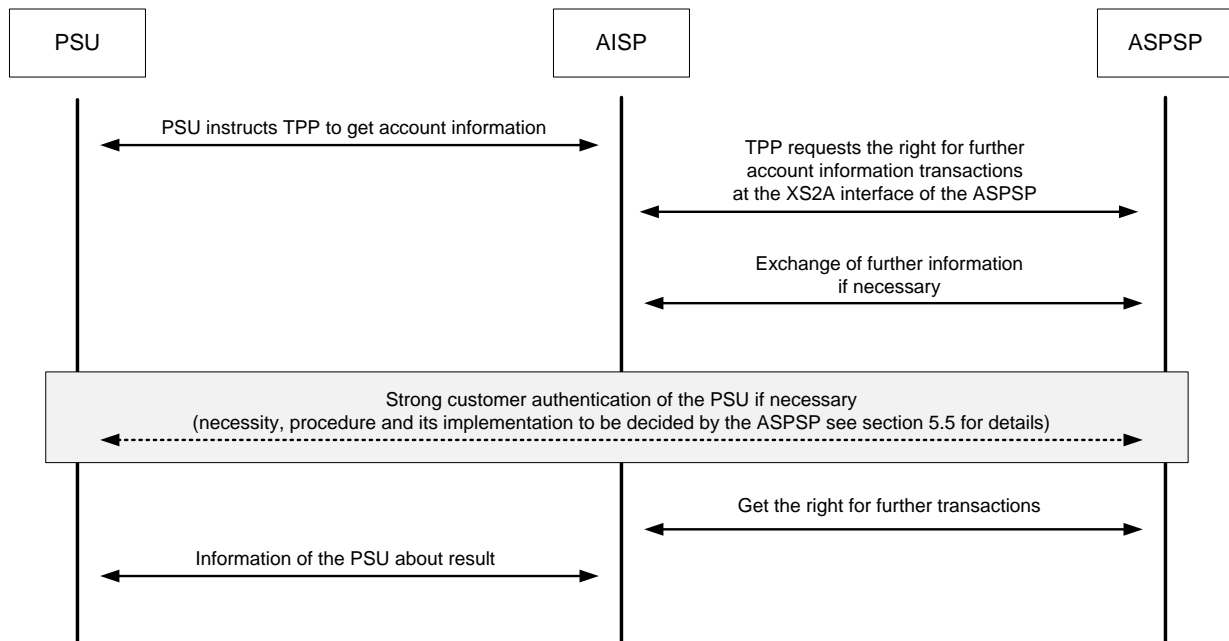 PSU
AISP
ASPSP
PSU instructs TPP to get account information
TPP requests the right for further
account information transactions
at the XS2A interface of the ASPSP
Exchange of further information
if necessary
Strong customer authentication of the PSU if necessary
(necessity, procedure and its implementation to be decided by the ASPSP see section 5.5 for details)
Get the right for further transactions
Information of the PSU about result